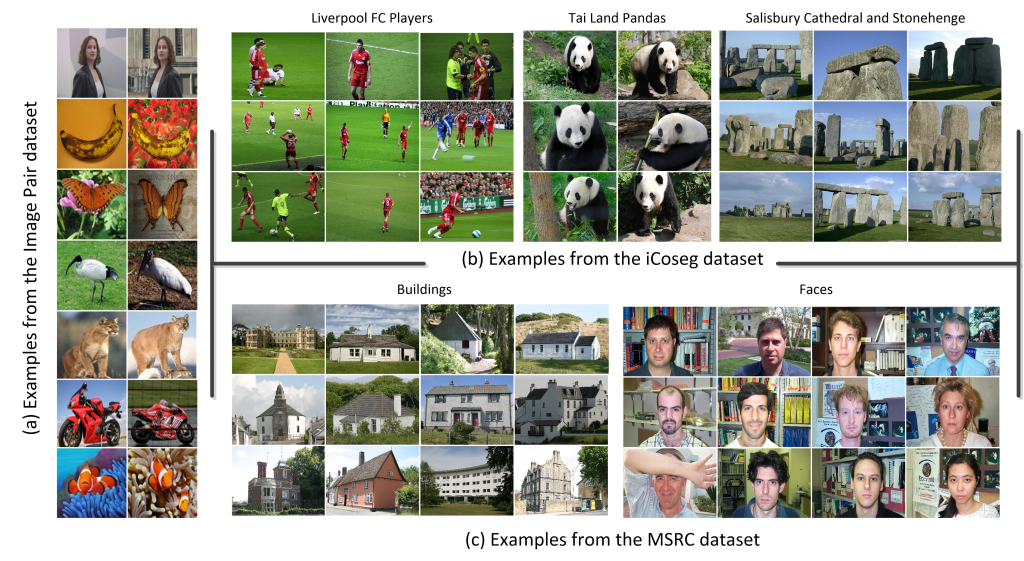 Liverpool FC Players
Tai Land Pandas
Salisbury Cathedral and Stonehenge
(a) Examples from the Image Pair dataset
(b) Examples from the iCoseg dataset
Buildings
Faces
(c) Examples from the MSRC dataset